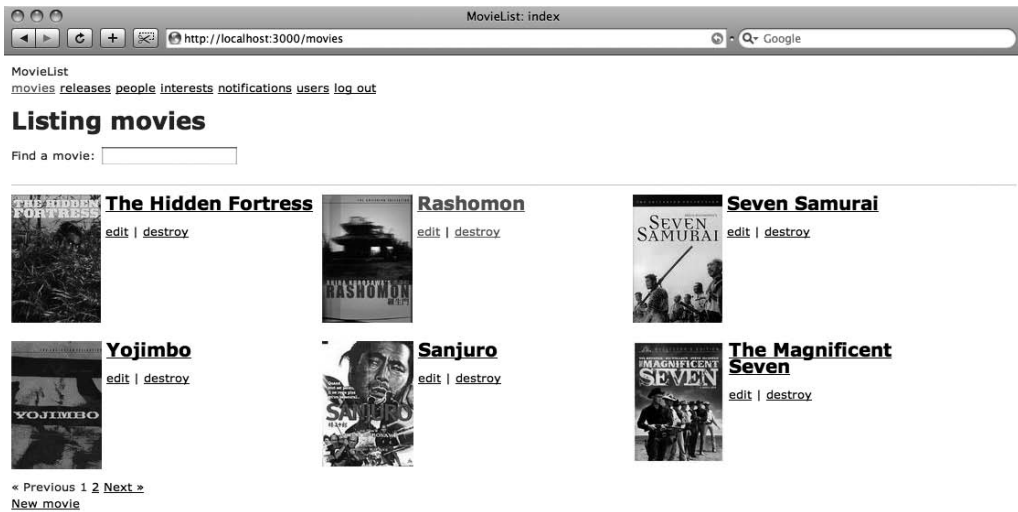 MovieList: index
http://localhost:3000/movies
Google
MovieList
movies releases people interests notifications users log out
Listing movies
Find a movie:
THE HIDDEN
FORTRESS
The Hidden Fortress
edit | destroy
RASHOMON
羅生門
Rashomon
edit | destroy
SEVEN
SAMURAI
Seven Samurai
edit | destroy
YOJIMBO
Yojimbo
edit | destroy
SANJURO
Sanjuro
edit | destroy
MAGNIFICENT
SEVEN
The Magnificent
Seven
edit | destroy
« Previous 1 2 Next »
New movie